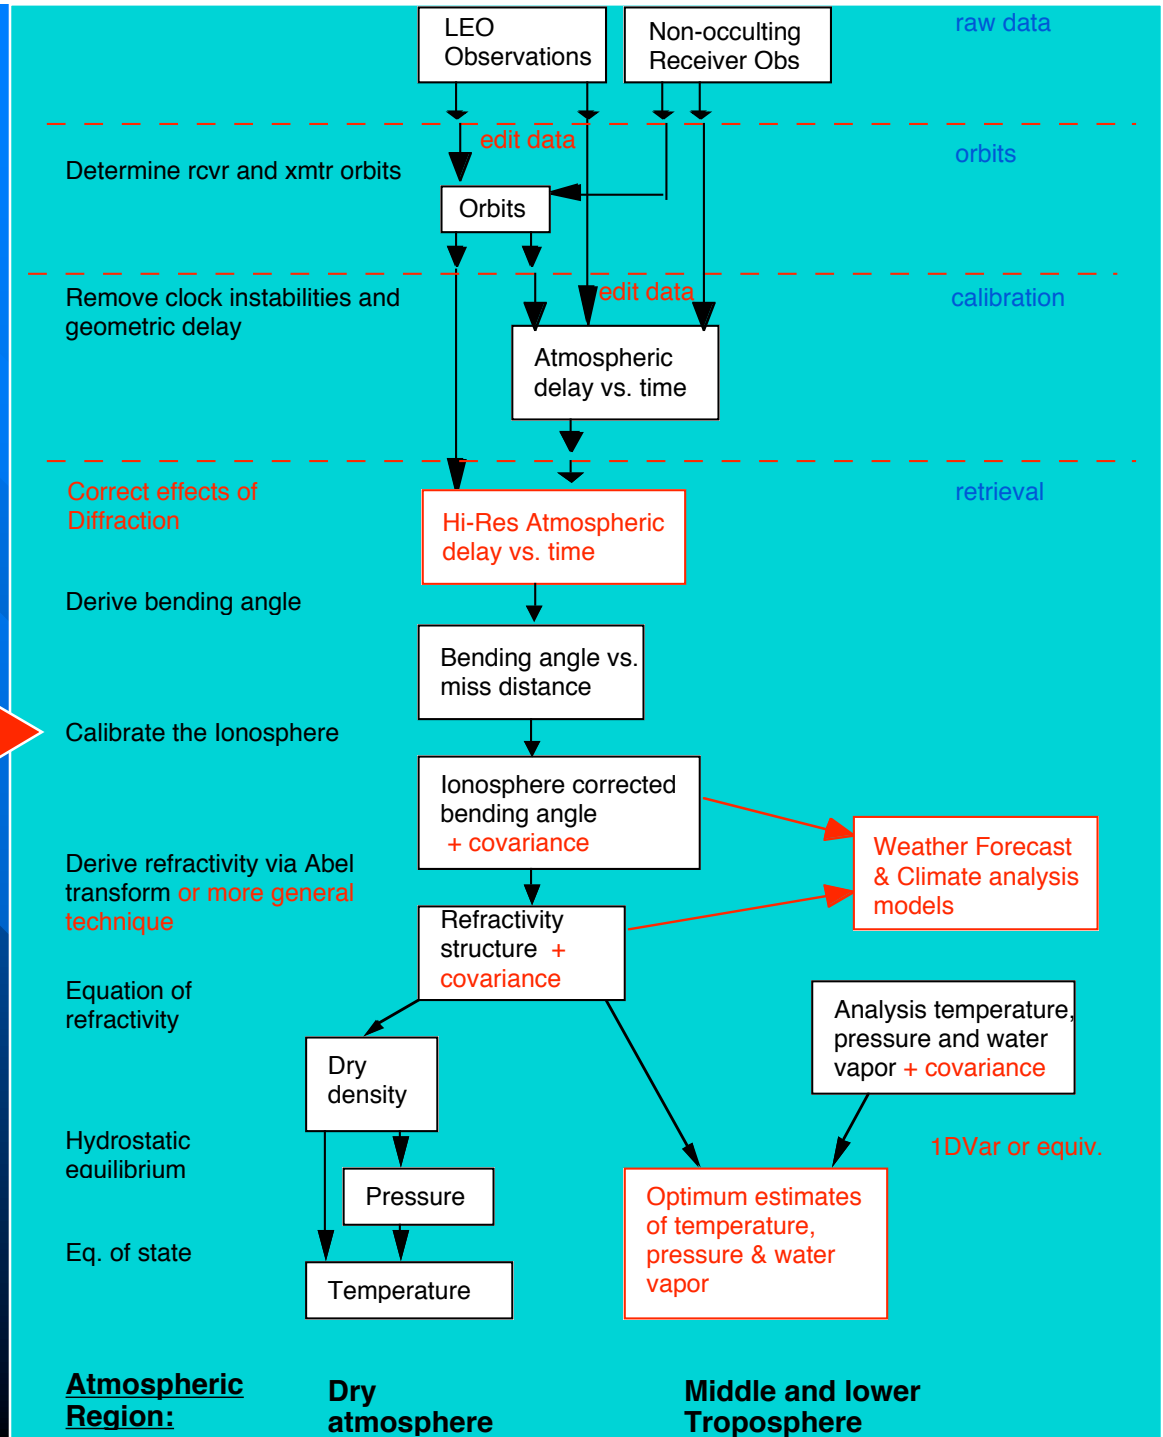 LEO
Observations
Non-occulting
Receiver Obs
raw data
edit data
orbits
Determine rcvr and xmtr orbits
Orbits
Remove clock instabilities and
geometric delay
edit data
calibration
Atmospheric
delay vs. time
Correct effects of
Diffraction
retrieval
Hi-Res Atmospheric
delay vs. time
Derive bending angle
Bending angle vs.
miss distance
Calibrate the Ionosphere
Ionosphere corrected
bending angle
+ covariance
Weather Forecast
& Climate analysis
models
Derive refractivity via Abel
transform or more general
technique
Refractivity
structure +
covariance
Equation of
refractivity
Analysis temperature,
pressure and water
vapor + covariance
Dry
density
Hydrostatic
equilibrium
1DVar or equiv.
Pressure
Optimum estimates
of temperature,
pressure & water
vapor
Eq. of state
Temperature
Atmospheric
Region:
Dry
atmosphere
Middle and lower
Troposphere